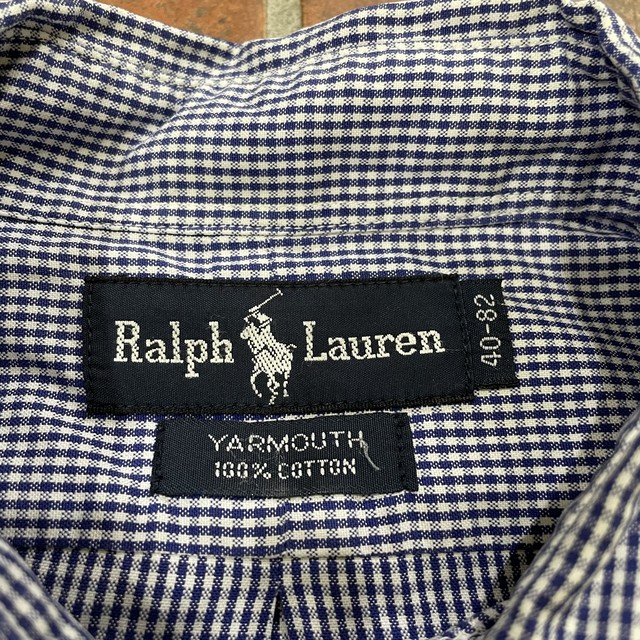 Ralph Lauren
40-82
YARMOUTH
100% COTTON